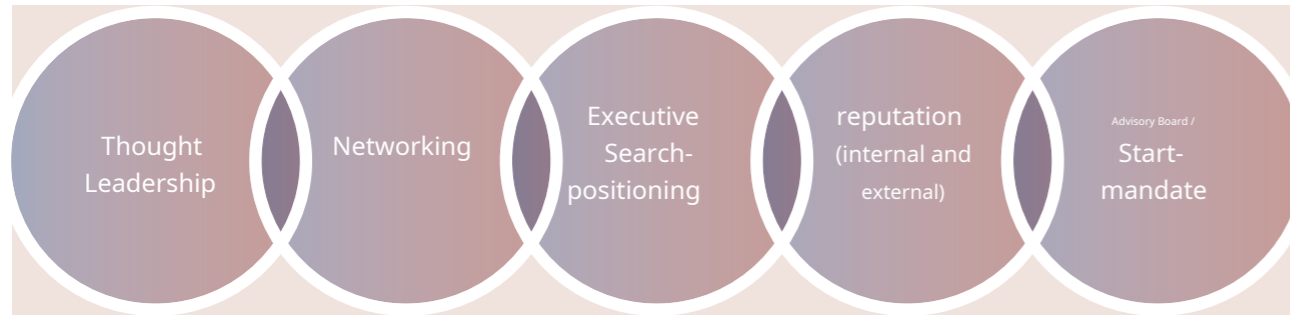 Thought
Leadership
Networking
Executive
Search-
positioning
reputation
(internal and
external)
Advisory Board /
Start-
mandate